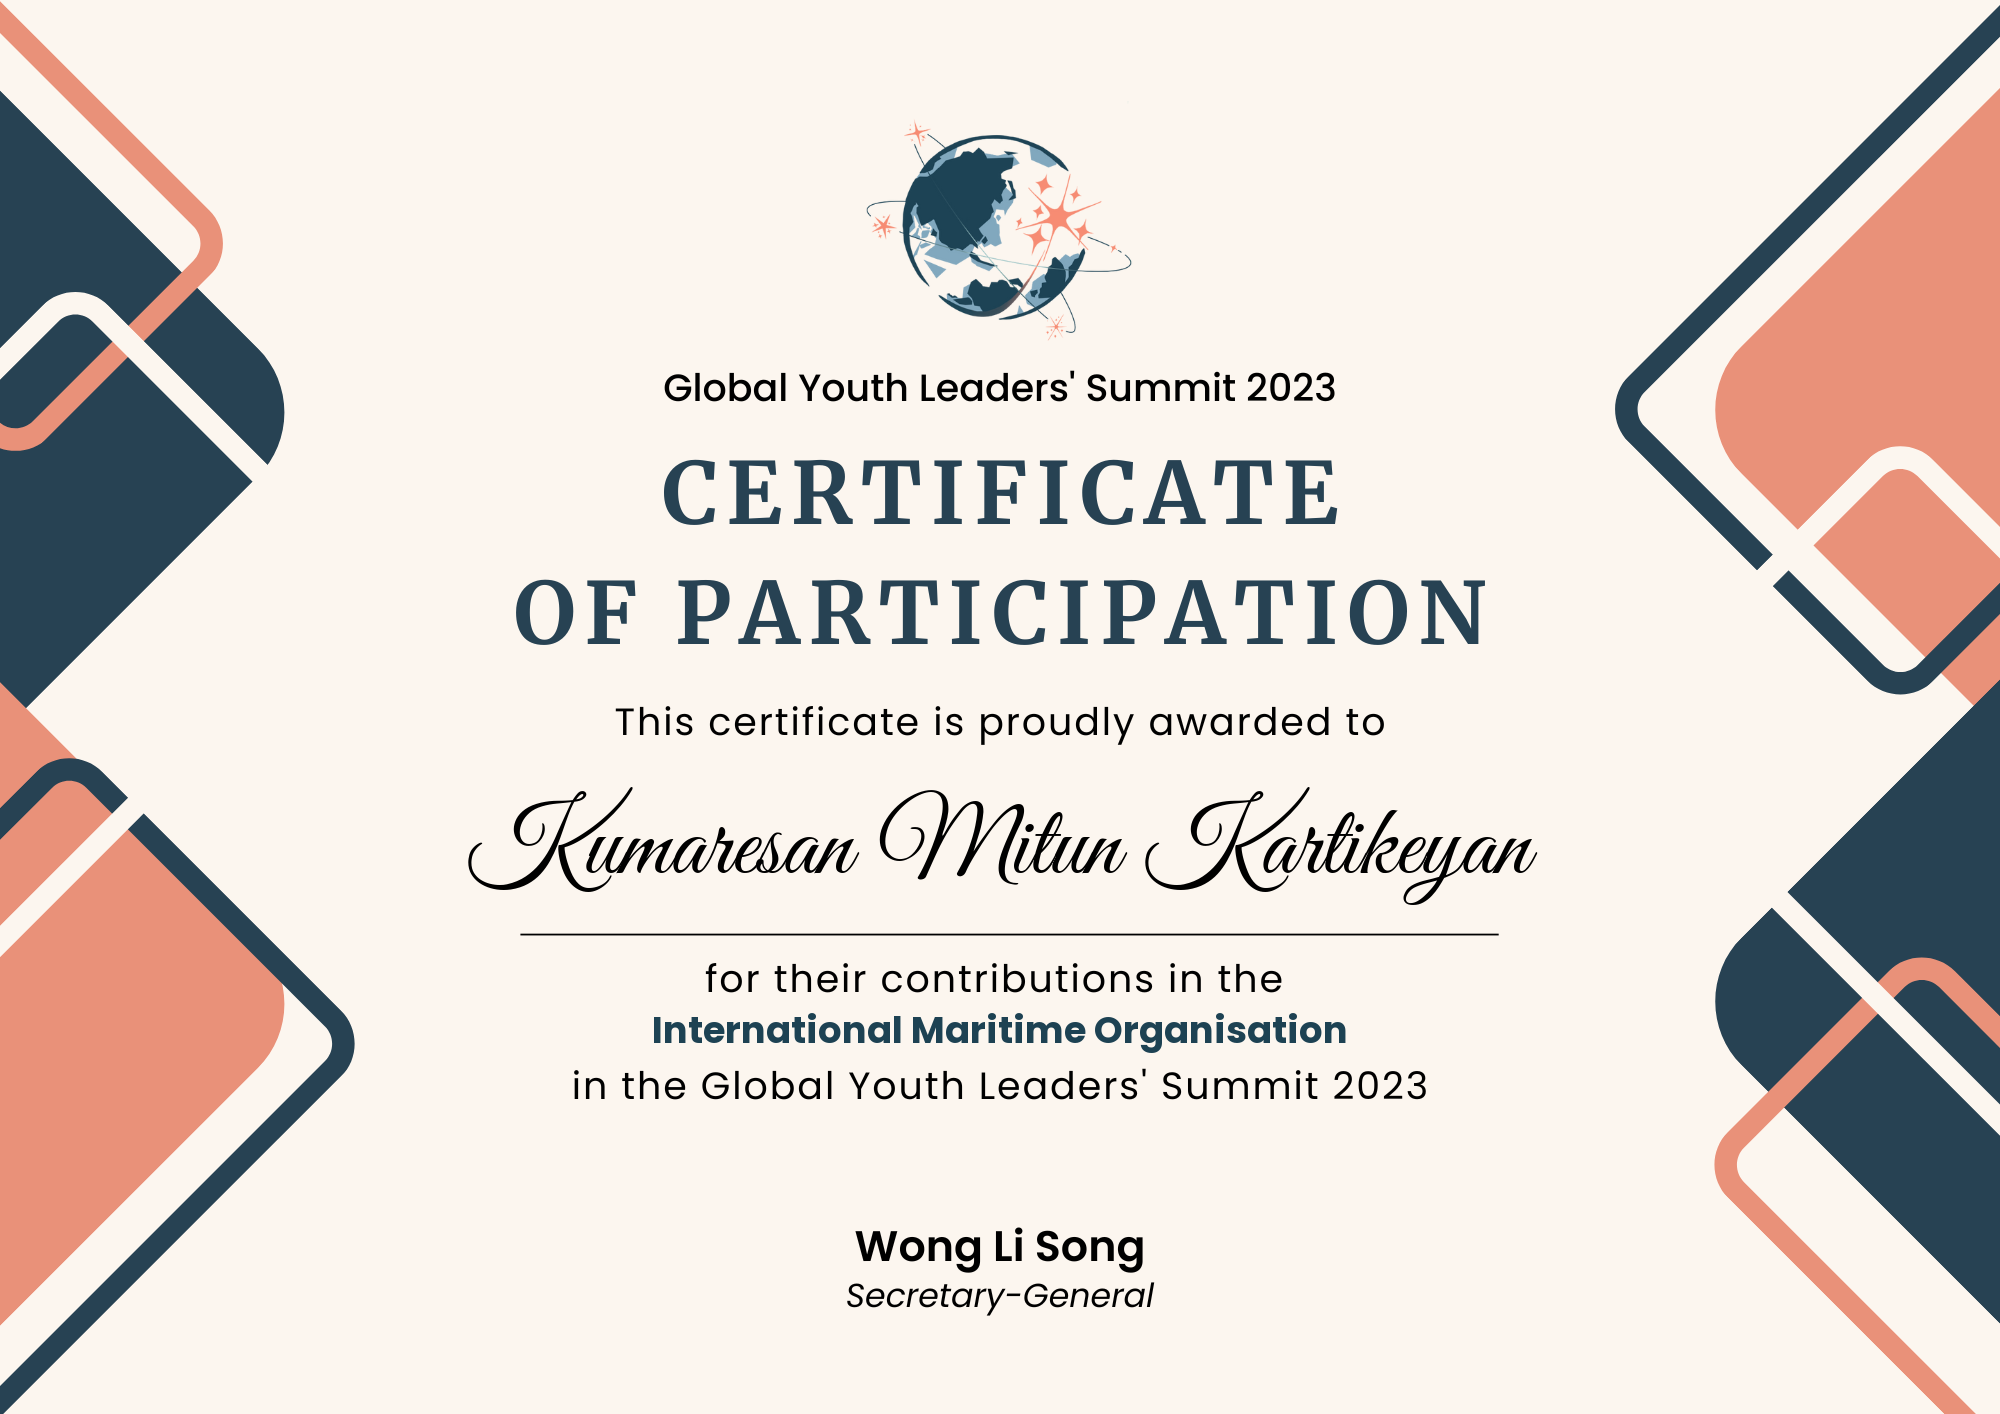 Global Youth Leaders' Summit 2023
CERTIFICATE
OF PARTICIPATION
This certificate is proudly awarded to
Kumaresan Mitun Kartikeyan
for their contributions in the
International Maritime Organisation
in the Global Youth Leaders' Summit 2023
Wong Li Song
Secretary-General